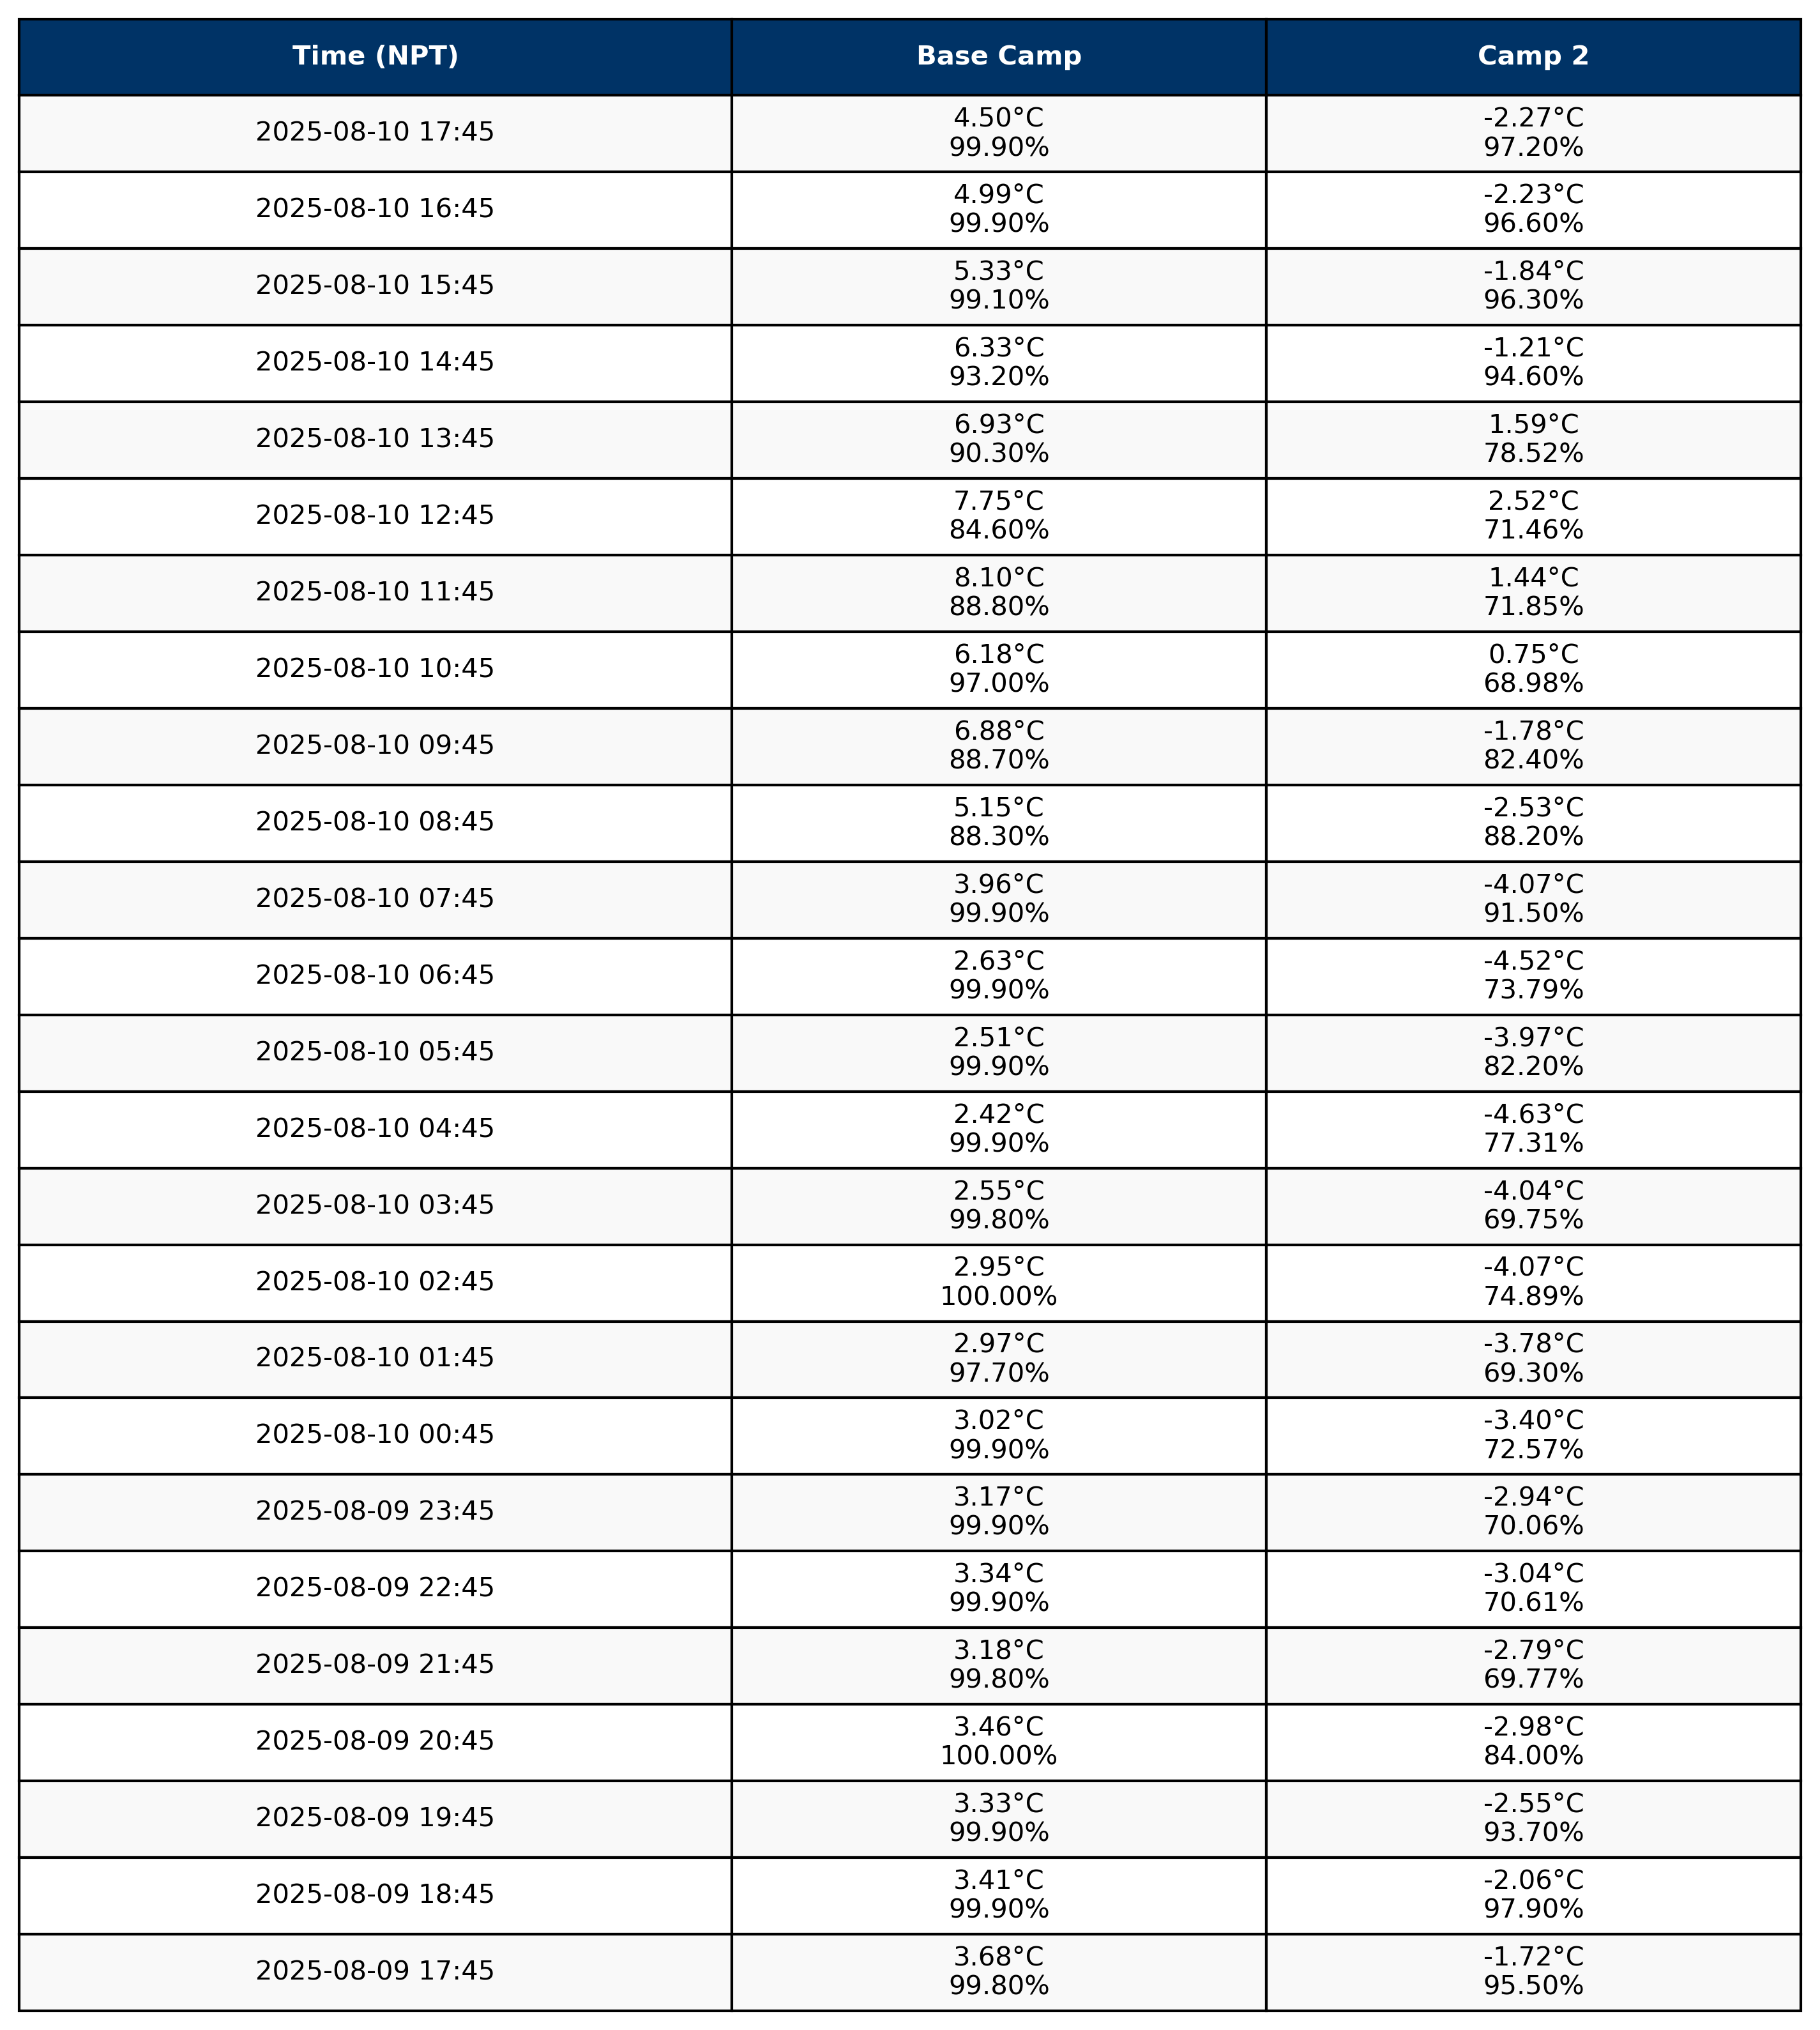 Time (NPT) Base Camp Camp 2
2025-08-10 17:45 4.50°C -2.27°C
99.90% 97.20%
2025-08-10 16:45 4.99°C -2.23°C
99.90% 96.60%
2025-08-10 15:45 5.33°C -1.84°C
99.10% 96.30%
2025-08-10 14:45 6.33°C -1.21°C
93.20% 94.60%
2025-08-10 13:45 6.93°C 1.59°C
90.30% 78.52%
2025-08-10 12:45 7.75°C 2.52°C
84.60% 71.46%
2025-08-10 11:45 8.10°C 1.44°C
88.80% 71.85%
2025-08-10 10:45 6.18°C 0.75°C
97.00% 68.98%
2025-08-10 09:45 6.88°C -1.78°C
88.70% 82.40%
2025-08-10 08:45 5.15°C -2.53°C
88.30% 88.20%
2025-08-10 07:45 3.96°C -4.07°C
99.90% 91.50%
2025-08-10 06:45 2.63°C -4.52°C
99.90% 73.79%
2025-08-10 05:45 2.51°C -3.97°C
99.90% 82.20%
2025-08-10 04:45 2.42°C -4.63°C
99.90% 77.31%
2025-08-10 03:45 2.55°C -4.04°C
99.80% 69.75%
2025-08-10 02:45 2.95°C -4.07°C
100.00% 74.89%
2025-08-10 01:45 2.97°C -3.78°C
97.70% 69.30%
2025-08-10 00:45 3.02°C -3.40°C
99.90% 72.57%
2025-08-09 23:45 3.17°C -2.94°C
99.90% 70.06%
2025-08-09 22:45 3.34°C -3.04°C
99.90% 70.61%
2025-08-09 21:45 3.18°C -2.79°C
99.80% 69.77%
2025-08-09 20:45 3.46°C -2.98°C
100.00% 84.00%
2025-08-09 19:45 3.33°C -2.55°C
99.90% 93.70%
2025-08-09 18:45 3.41°C -2.06°C
99.90% 97.90%
2025-08-09 17:45 3.68°C -1.72°C
99.80% 95.50%